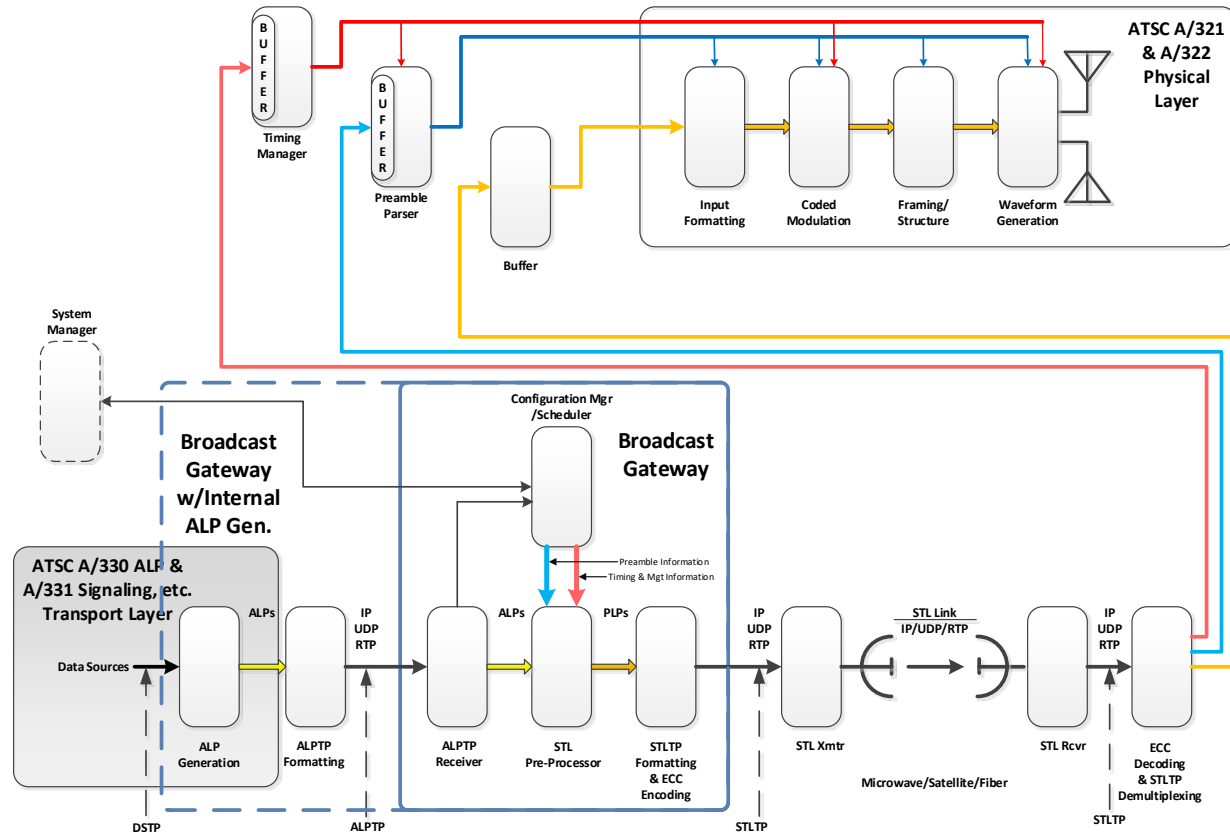 BUFFER
Timing
Manager
BUFFER
Preamble
Parser
Buffer
ATSC A/321
& A/322
Physical
Layer
Input
Formatting
Coded
Modulation
Framing/
Structure
Waveform
Generation
System
Manager
Configuration Mgr
/Scheduler
Broadcast
Gateway
w/Internal
ALP Gen.
Broadcast
Gateway
Preamble Information
Timing & Mgt Information
ATSC A/330 ALP &
A/331 Signaling, etc.
Transport Layer
Data Sources
ALPs
IP
UDP
RTP
ALPs
PLPs
IP
UDP
RTP
STL Link
IP/UDP/RTP
IP
UDP
RTP
ALP
Generation
ALPTP
Formatting
ALPTP
Receiver
STL
Pre-Processor
STLTP
Formatting
& ECC
Encoding
STL Xmtr
Microwave/Satellite/Fiber
STL Rcvr
ECC
Decoding
& STLTP
Demultiplexing
DSTP
ALPTP
STLTP
STLTP